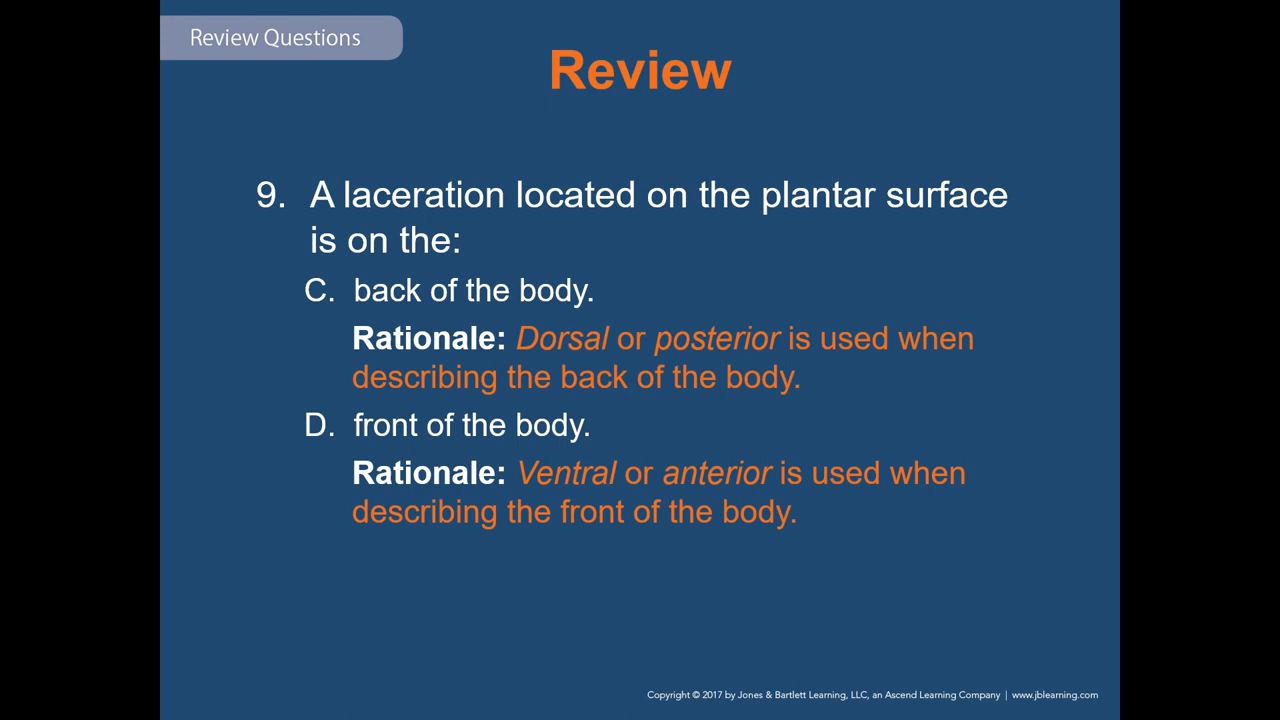 Review Questions
Review
9. A laceration located on the plantar surface
is on the:
C. back of the body.
Rationale: Dorsal or posterior is used when
describing the back of the body.
D. front of the body.
Rationale: Ventral or anterior is used when
describing the front of the body.
Copyright © 2017 by Jones & Bartlett Learning, LLC, an Ascend Learning Company | www.jblearning.com